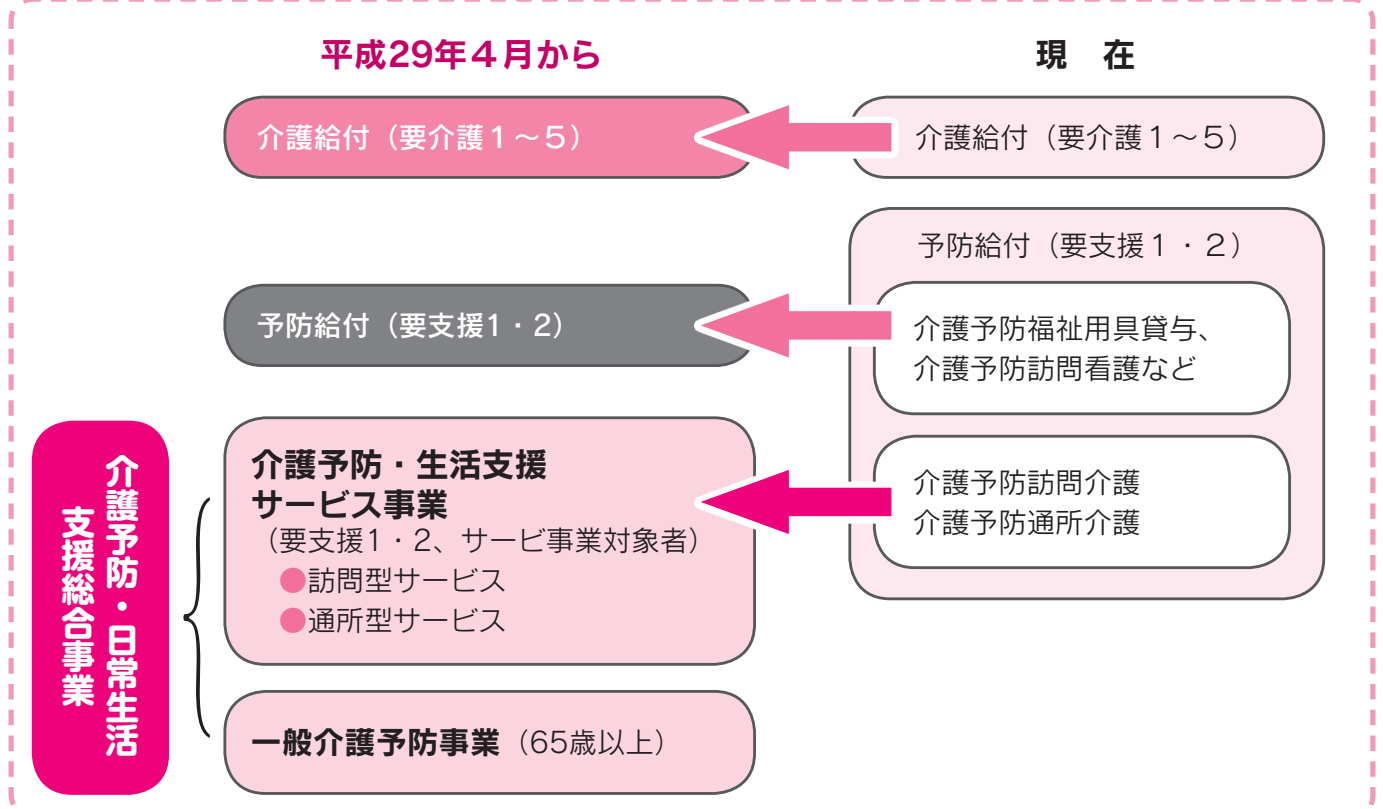 平成29年4月から
現 在
介護給付（要介護1～5）
介護給付（要介護1～5）
予防給付（要支援1・2）
予防給付（要支援1・2）
介護予防福祉用具貸与、
介護予防訪問看護など
介護予防・日常生活
支援総合事業
介護予防・生活支援
サービス事業
（要支援1・2、サービ事業対象者）
●訪問型サービス
●通所型サービス
介護予防訪問介護
介護予防通所介護
一般介護予防事業（65歳以上）